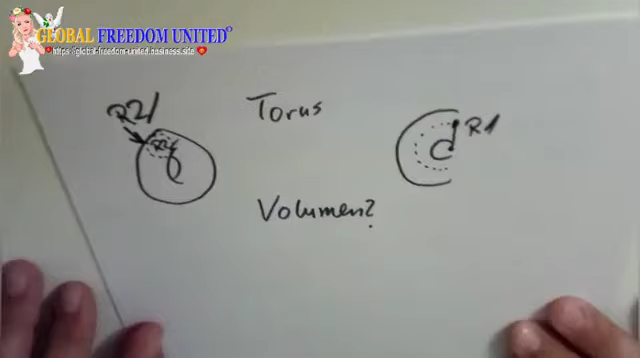 GLOBAL FREEDOM UNITED
https://global-freedom-united.business.site
R2
Torus
R1
Volumen?